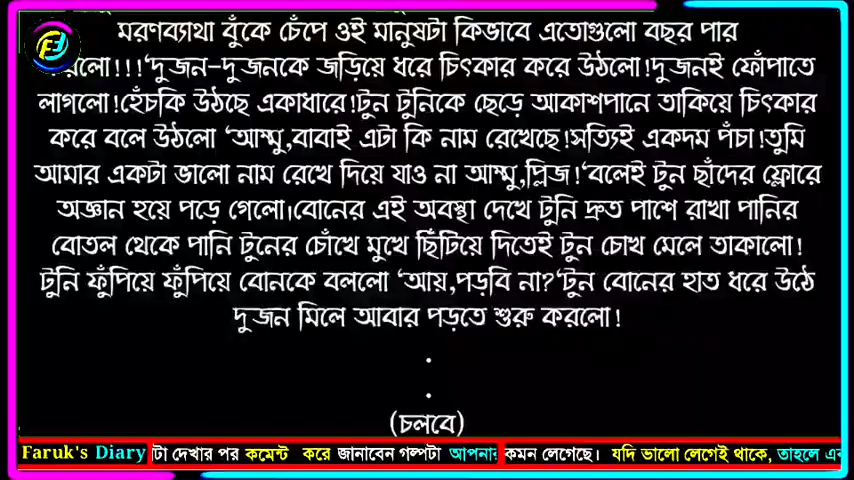 মরণব্যাথা বুঁকে চেঁপে ওই মানুষটা কিভাবে এতোগুলো বছর পার
রলো!!!'দুজন-দুজনকে জড়িয়ে ধরে চিৎকার করে উঠলো!দুজনই ফোঁপাতে
লাগলো!হেঁচকি উঠছে একাধারে!টুন টুনিকে ছেড়ে আকাশপানে তাকিয়ে চিৎকার
করে বলে উঠলো 'আম্মু,বাবাই এটা কি নাম রেখেছে!সত্যিই একদম পঁচা!তুমি
আমার একটা ভালো নাম রেখে দিয়ে যাও না আম্মু,প্লিজ!'বলেই টুন ছাঁদের ফ্লোরে
অজ্ঞান হয়ে পড়ে গেলো।বোনের এই অবস্থা দেখে টুনি দ্রুত পাশে রাখা পানির
বোতল থেকে পানি টুনের চোঁখে মুখে ছিঁটিয়ে দিতেই টুন চোখ মেলে তাকালো!
টুনি ফুঁপিয়ে ফুঁপিয়ে বোনকে বললো 'আয়,পড়বি না?'টুন বোনের হাত ধরে উঠে
দুজন মিলে আবার পড়তে শুরু করলো!
.
.
(চলবে)
Faruk's Diary টা দেখার পর কমেন্ট করে জানাবেন গল্পটা আপনার কমন লেগেছে। যদি ভালো লেগেই থাকে, তাহলে এক